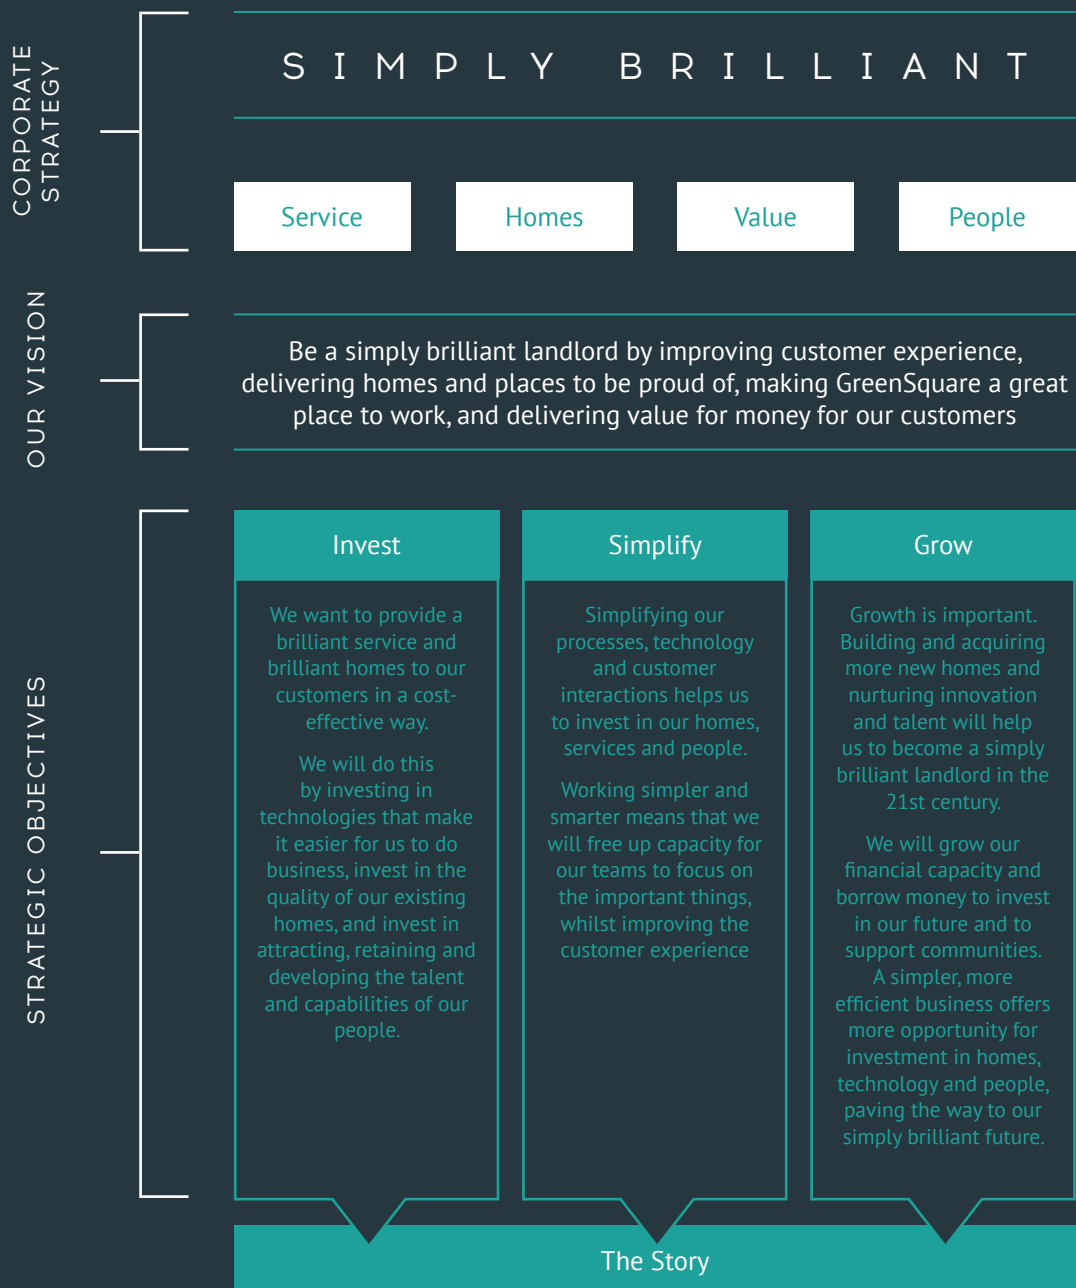 CORPORATE
STRATEGY
SIMPLY BRILLIANT
Service
Homes
Value
People
OUR VISION
Be a simply brilliant landlord by improving customer experience,
delivering homes and places to be proud of, making GreenSquare a great
place to work, and delivering value for money for our customers
STRATEGIC OBJECTIVES
Invest
We want to provide a
brilliant service and
brilliant homes to our
customers in a cost-
effective way.
We will do this
by investing in
technologies that make
it easier for us to do
business, invest in the
quality of our existing
homes, and invest in
attracting, retaining and
developing the talent
and capabilities of our
people.
Simplify
Simplifying our
processes, technology
and customer
interactions helps us
to invest in our homes,
services and people.
Working simpler and
smarter means that we
will free up capacity for
our teams to focus on
the important things,
whilst improving the
customer experience
Grow
Growth is important.
Building and acquiring
more new homes and
nurturing innovation
and talent will help
us to become a simply
brilliant landlord in the
21st century.
We will grow our
financial capacity and
borrow money to invest
in our future and to
support communities.
A simpler, more
efficient business offers
more opportunity for
investment in homes,
technology and people,
paving the way to our
simply brilliant future.
The Story